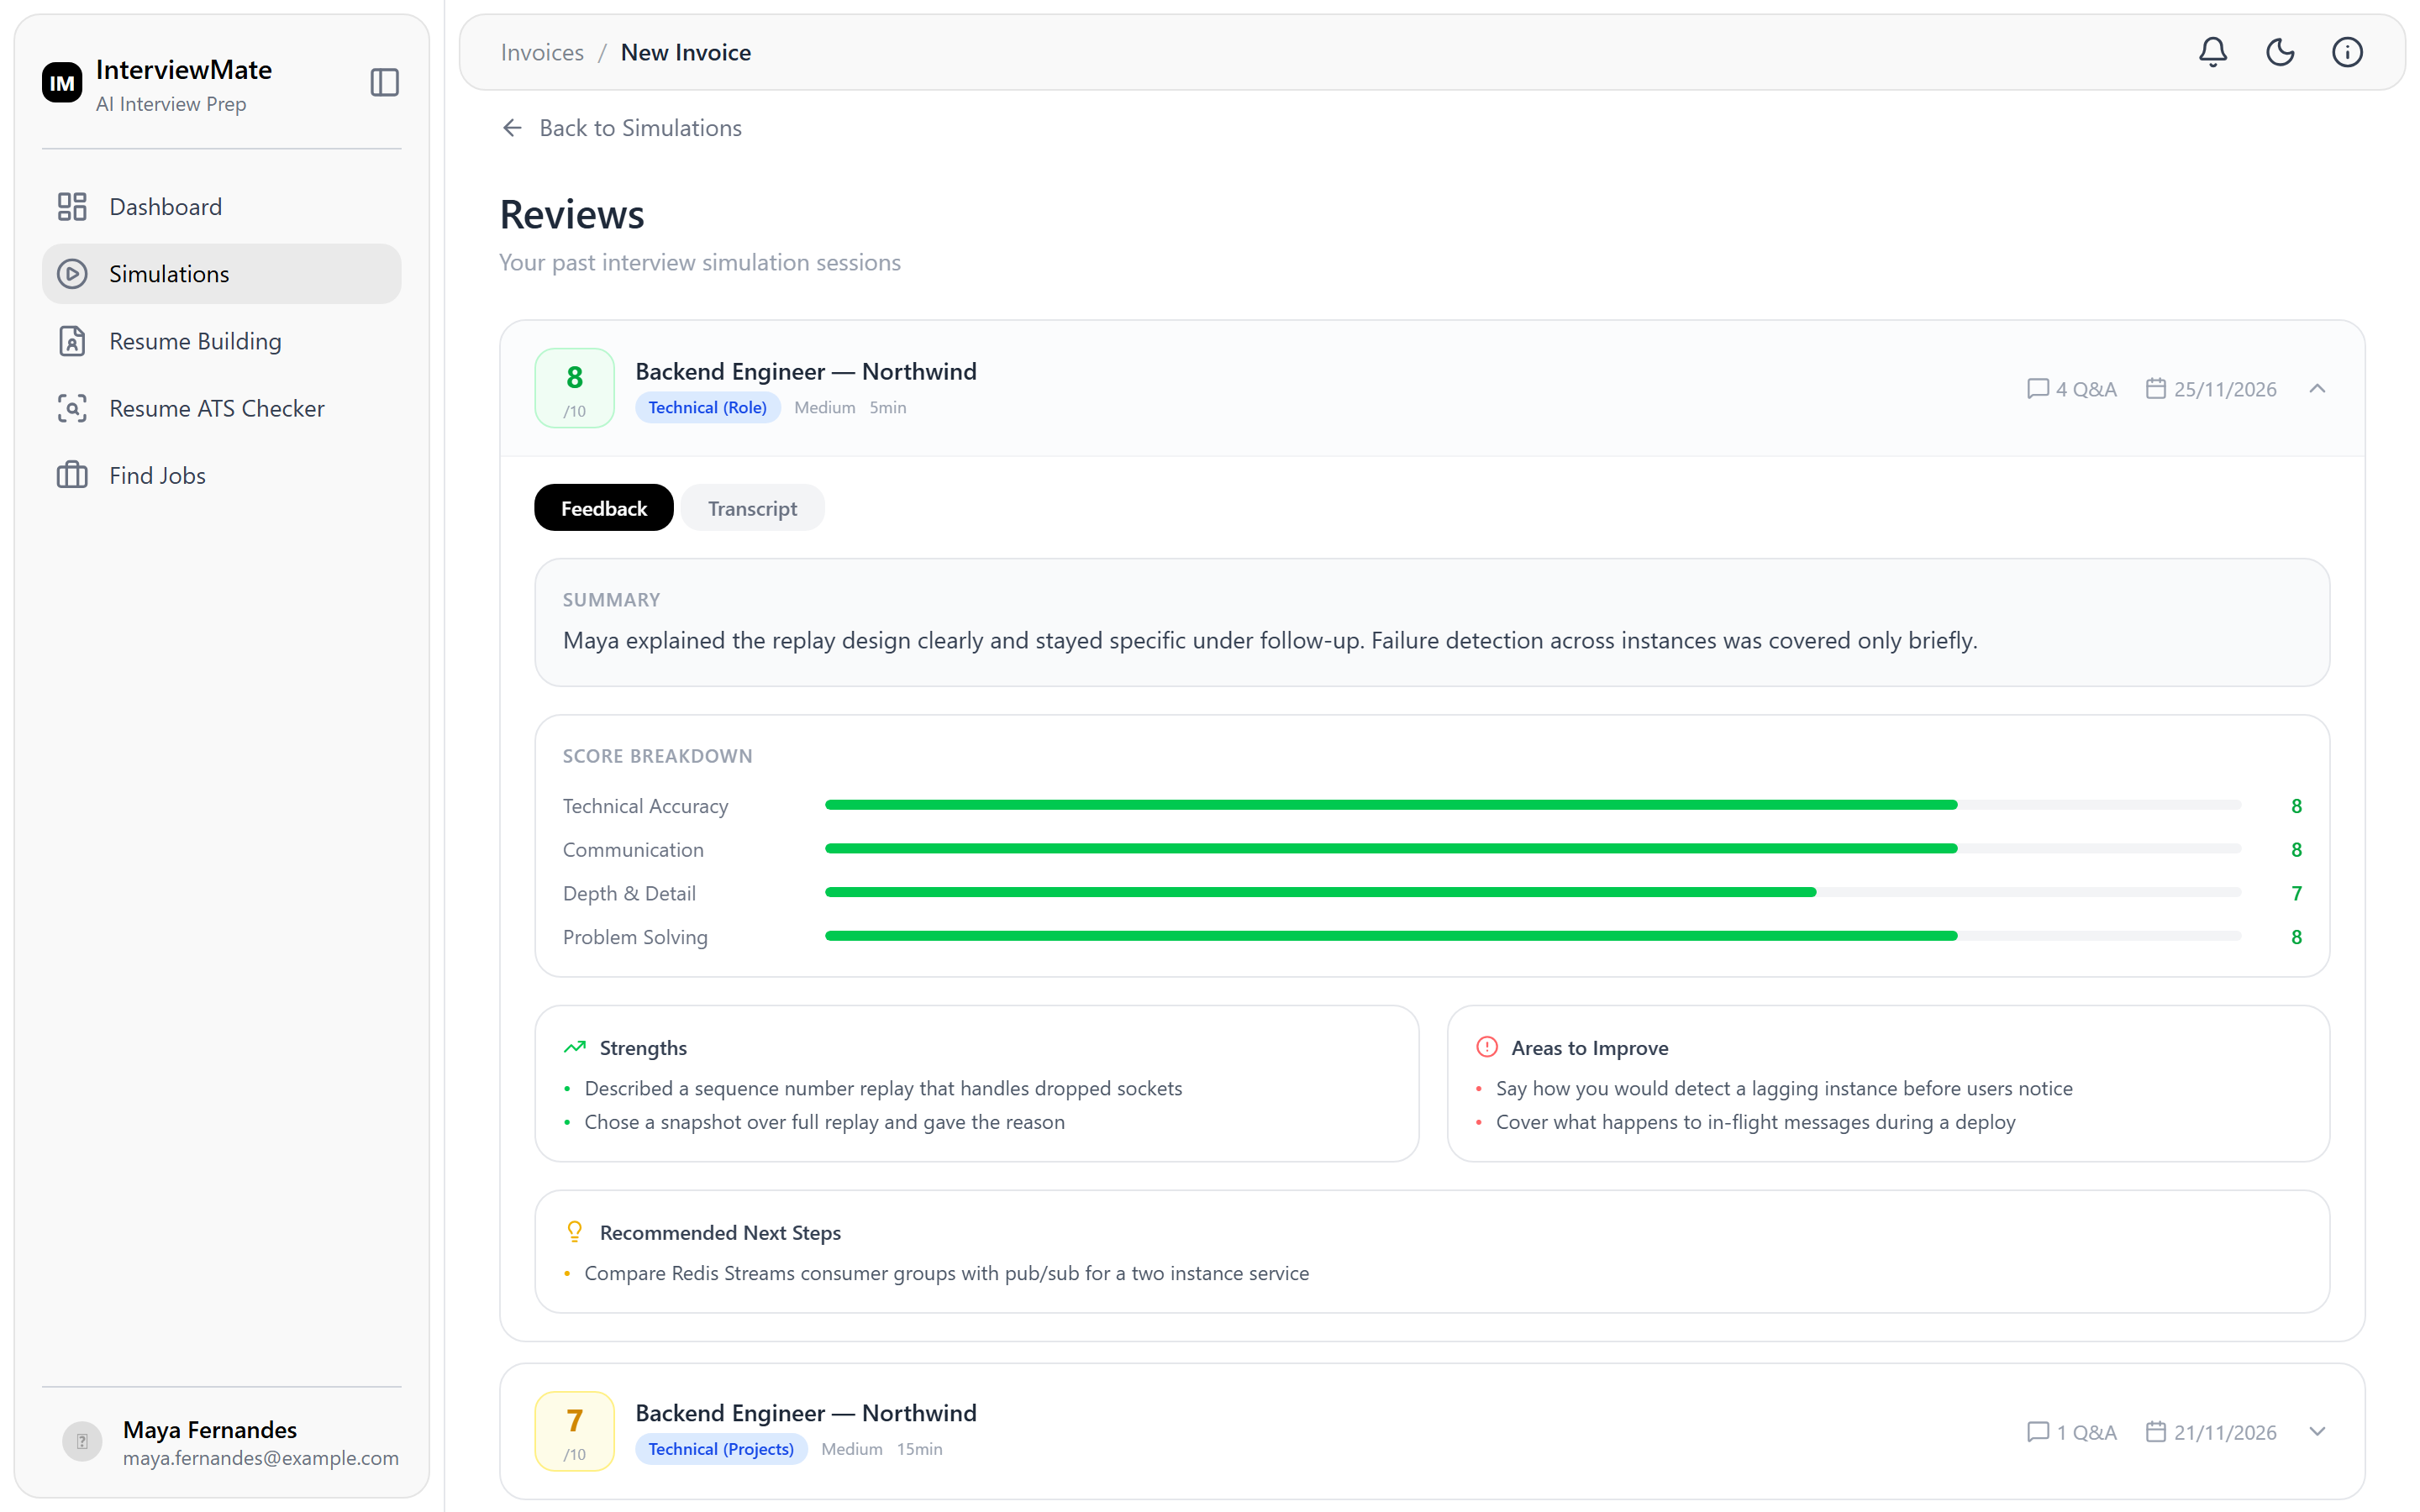 IM
InterviewMate
AI Interview Prep
Dashboard
Simulations
Resume Building
Resume ATS Checker
Find Jobs
Maya Fernandes
maya.fernandes@example.com
Invoices / New Invoice
Back to Simulations
Reviews
Your past interview simulation sessions
8
/10
Backend Engineer — Northwind
Technical (Role) Medium 5min
4 Q&A 25/11/2026
Feedback Transcript
SUMMARY
Maya explained the replay design clearly and stayed specific under follow-up. Failure detection across instances was covered only briefly.
SCORE BREAKDOWN
Technical Accuracy 8
Communication 8
Depth & Detail 7
Problem Solving 8
Strengths
• Described a sequence number replay that handles dropped sockets
• Chose a snapshot over full replay and gave the reason
Areas to Improve
• Say how you would detect a lagging instance before users notice
• Cover what happens to in-flight messages during a deploy
Recommended Next Steps
• Compare Redis Streams consumer groups with pub/sub for a two instance service
7
/10
Backend Engineer — Northwind
Technical (Projects) Medium 15min
1 Q&A 21/11/2026